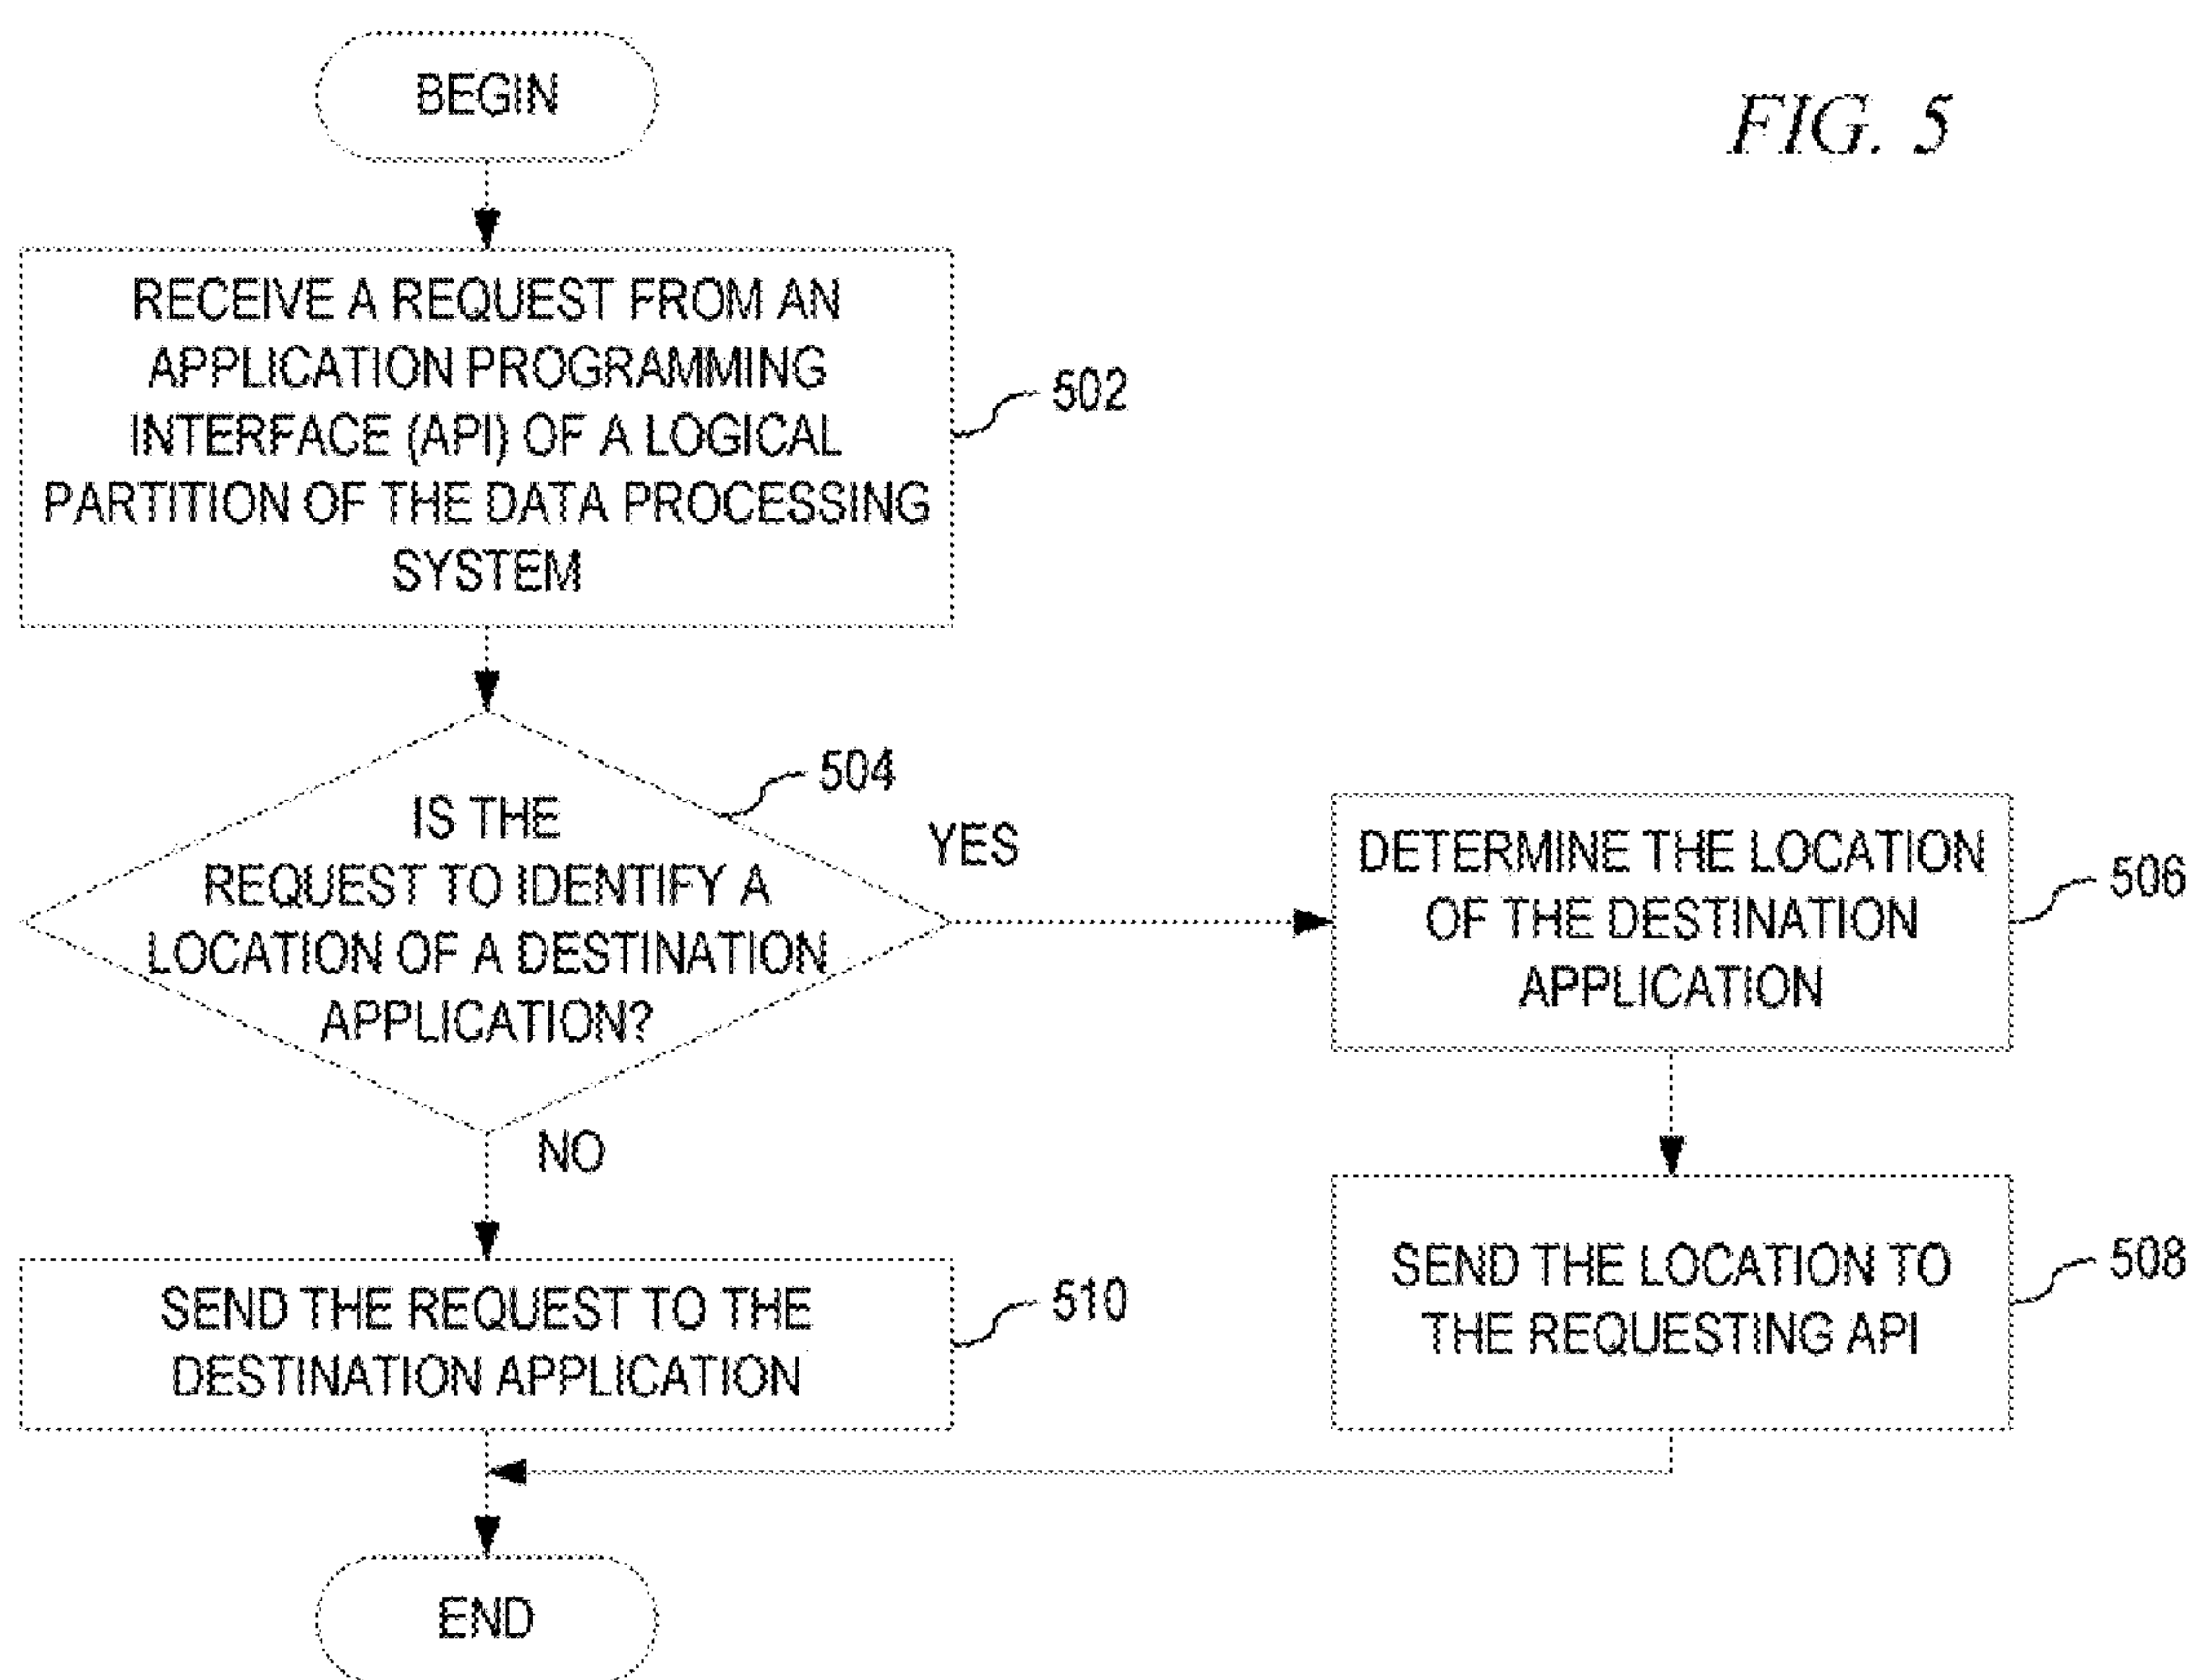 BEGIN
FIG. 5
RECEIVE A REQUEST FROM AN
APPLICATION PROGRAMMING
INTERFACE (API) OF A LOGICAL
PARTITION OF THE DATA PROCESSING
SYSTEM
502
504
IS THE
REQUEST TO IDENTIFY A
LOCATION OF A DESTINATION
APPLICATION?
YES
DETERMINE THE LOCATION
OF THE DESTINATION
APPLICATION
506
NO
SEND THE REQUEST TO THE
DESTINATION APPLICATION
510
SEND THE LOCATION TO
THE REQUESTING API
508
END